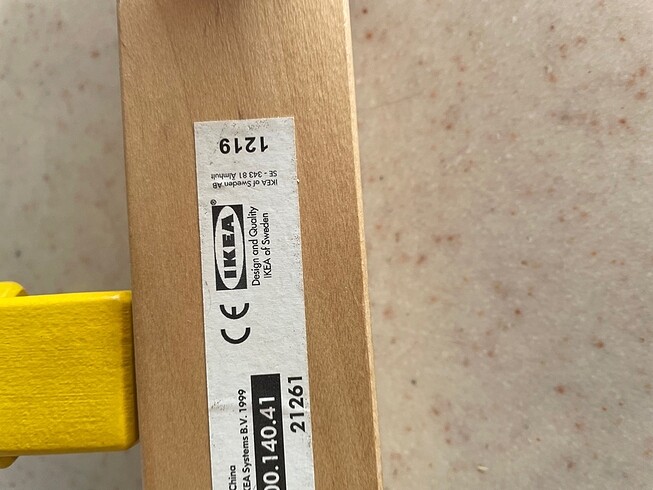 1219
IKEA of Sweden AB
SE - 343 81 Älmhult
IKEA®
Design and Quality
IKEA of Sweden
CE
China
KEA Systems B.V. 1999
00.140.41
21261